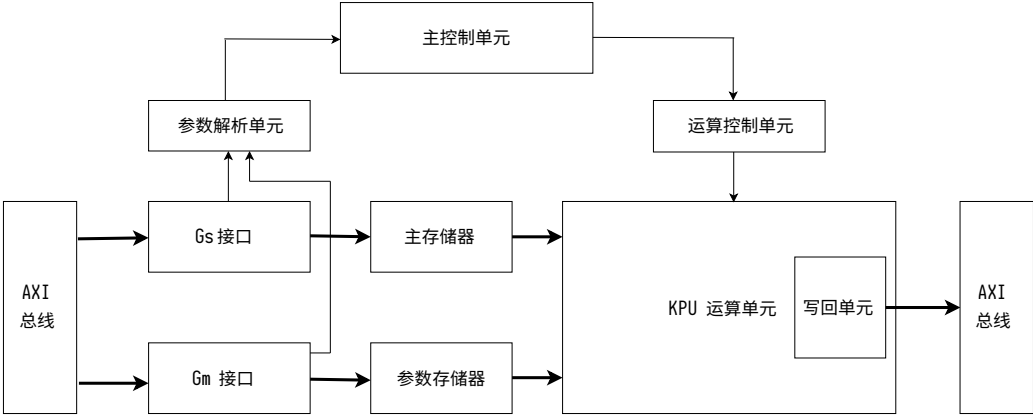 主控制单元
参数解析单元
运算控制单元
Gs 接口
主存储器
AXI
总线
KPU 运算单元
写回单元
AXI
总线
Gm 接口
参数存储器